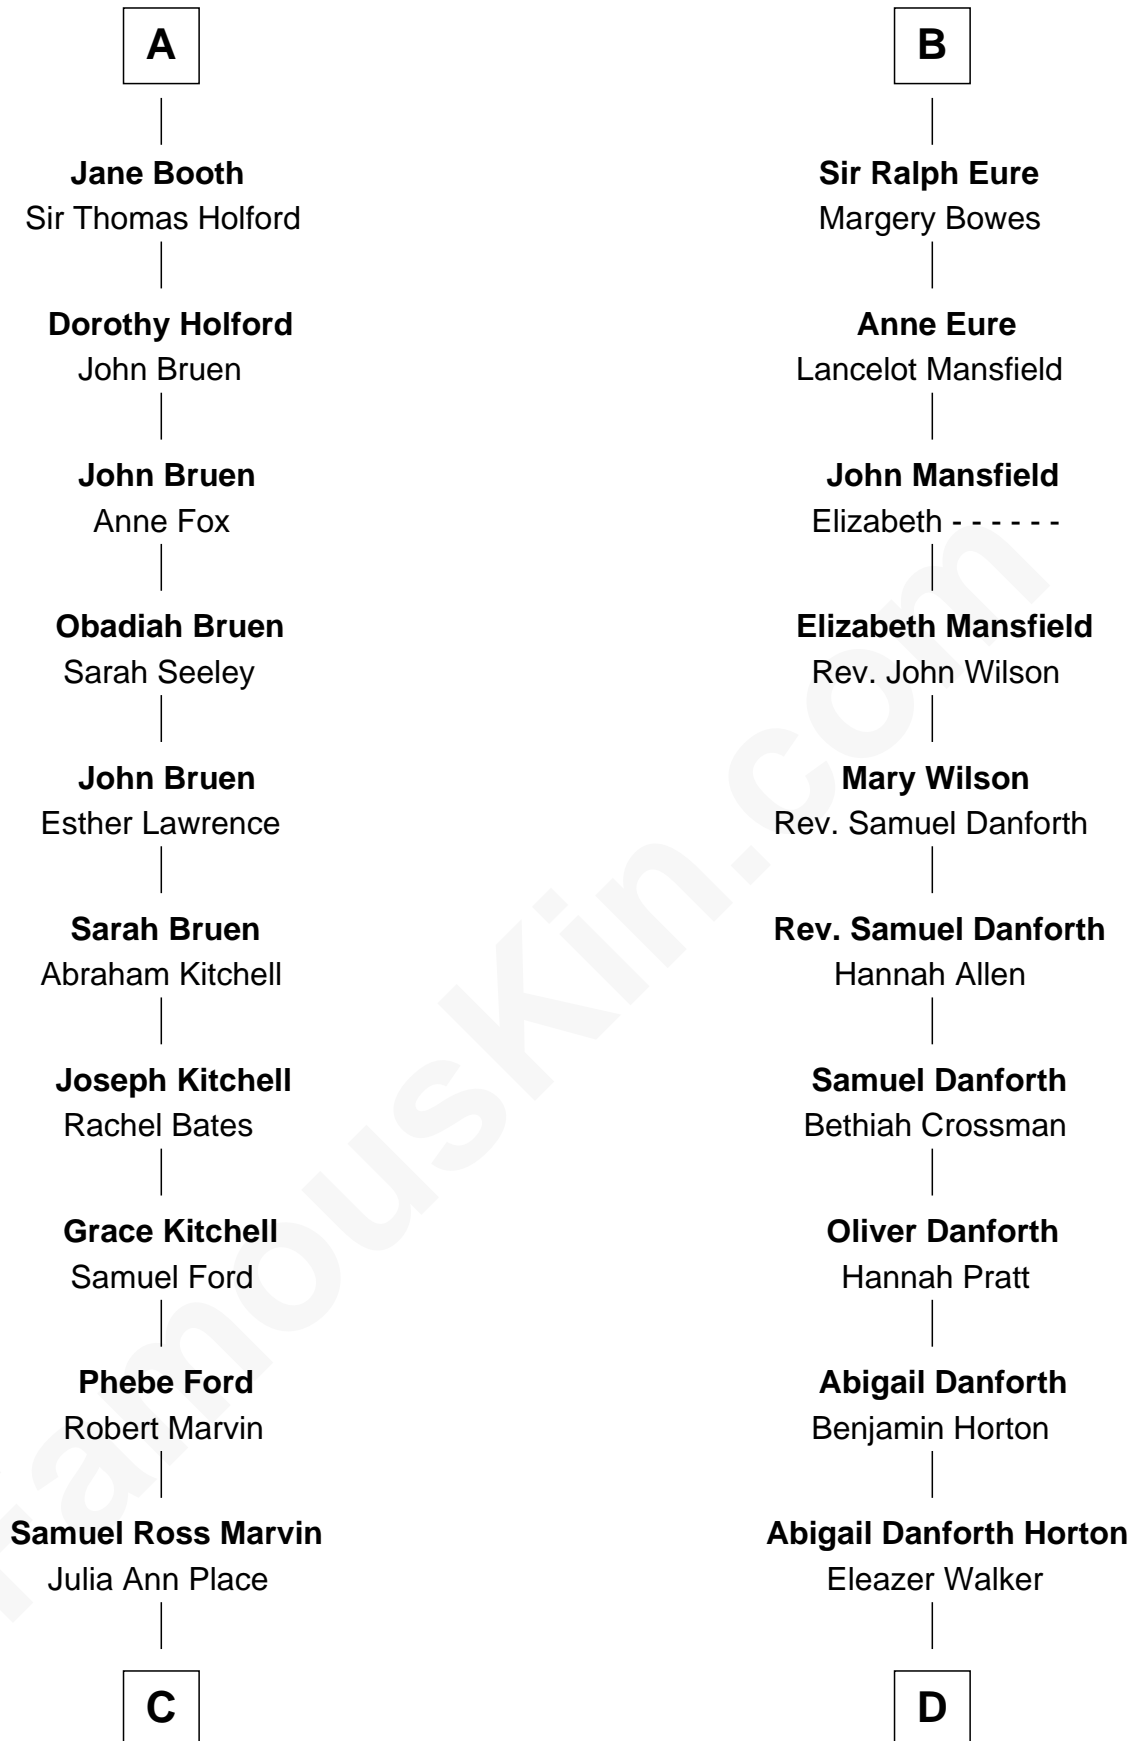 A
Jane Booth
Sir Thomas Holford
Dorothy Holford
John Bruen
John Bruen
Anne Fox
Obadiah Bruen
Sarah Seeley
John Bruen
Esther Lawrence
Sarah Bruen
Abraham Kitchell
Joseph Kitchell
Rachel Bates
Grace Kitchell
Samuel Ford
Phebe Ford
Robert Marvin
Samuel Ross Marvin
Julia Ann Place
C
B
Sir Ralph Eure
Margery Bowes
Anne Eure
Lancelot Mansfield
John Mansfield
Elizabeth - - - - - -
Elizabeth Mansfield
Rev. John Wilson
Mary Wilson
Rev. Samuel Danforth
Rev. Samuel Danforth
Hannah Allen
Samuel Danforth
Bethiah Crossman
Oliver Danforth
Hannah Pratt
Abigail Danforth
Benjamin Horton
Abigail Danforth Horton
Eleazer Walker
D
FamousKin.com